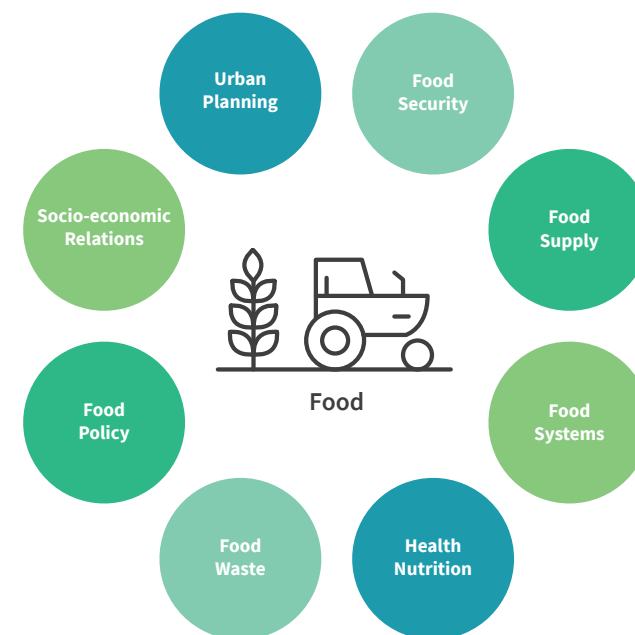 Urban
Planning
Food
Security
Socio-economic
Relations
Food
Supply
Food
Food
Policy
Food
Systems
Food
Waste
Health
Nutrition